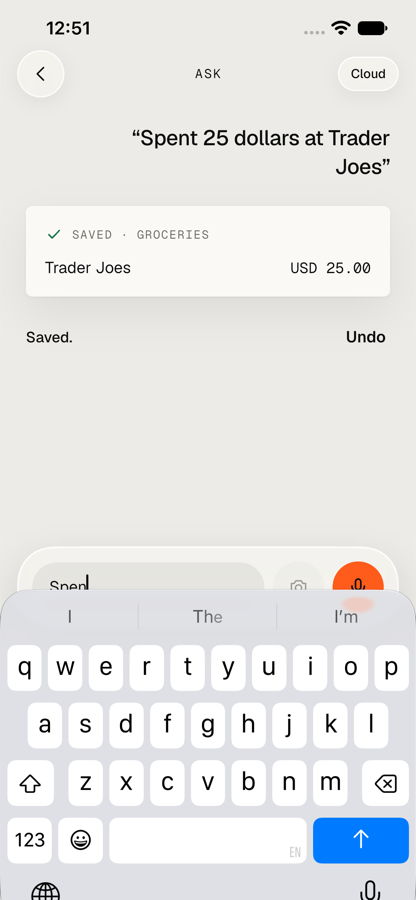 12:51
ASK
Cloud
“Spent 25 dollars at Trader
Joes”
SAVED · GROCERIES
Trader Joes USD 25.00
Saved. Undo
Spen
I The I’m
q w e r t y u i o p
a s d f g h j k l
z x c v b n m
123
EN